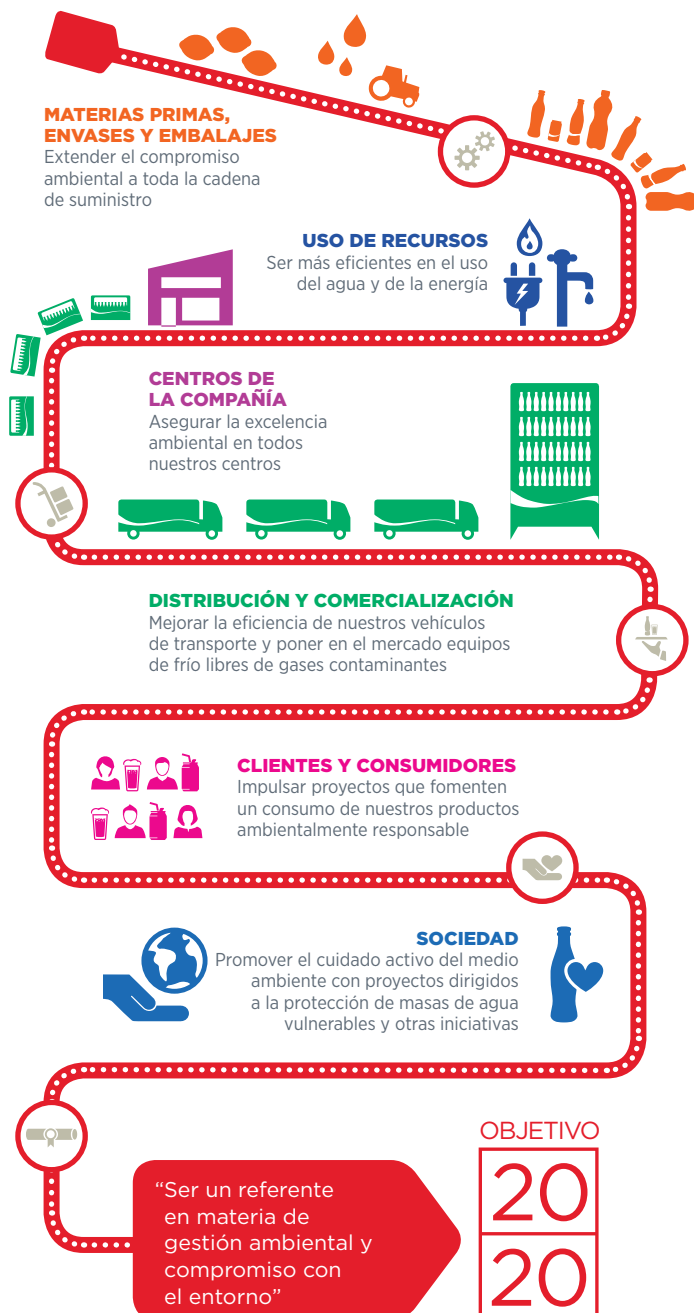 MATERIAS PRIMAS,
ENVASES Y EMBALAJES
Extender el compromiso
ambiental a toda la cadena
de suministro
USO DE RECURSOS
Ser más eficientes en el uso
del agua y de la energía
CENTROS DE
LA COMPAÑÍA
Asegurar la excelencia
ambiental en todos
nuestros centros
DISTRIBUCIÓN Y COMERCIALIZACIÓN
Mejorar la eficiencia de nuestros vehículos
de transporte y poner en el mercado equipos
de frío libres de gases contaminantes
CLIENTES Y CONSUMIDORES
Impulsar proyectos que fomenten
un consumo de nuestros productos
ambientalmente responsable
SOCIEDAD
Promover el cuidado activo del medio
ambiente con proyectos dirigidos
a la protección de masas de agua
vulnerables y otras iniciativas
“Ser un referente
en materia de
gestión ambiental y
compromiso con
el entorno”
OBJETIVO
20
20